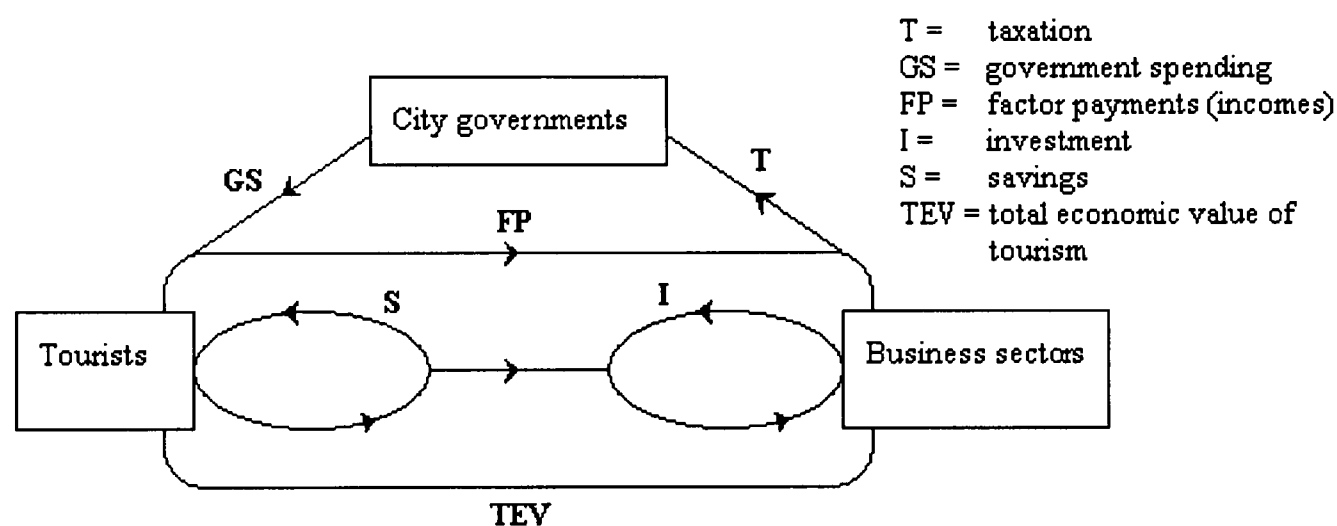 T = taxation
GS = government spending
FP = factor payments (incomes)
I = investment
S = savings
TEV = total economic value of
tourism
City governments
GS
T
FP
S
I
Tourists
Business sectors
TEV